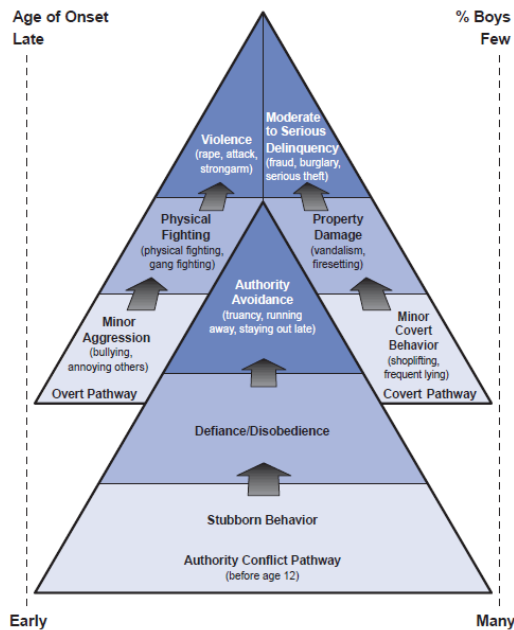 Age of Onset
Late
% Boys
Few
Violence
(rape, attack,
strongarm)
Moderate
to Serious
Delinquency
(fraud, burglary,
serious theft)
Physical
Fighting
(physical fighting,
gang fighting)
Property
Damage
(vandalism,
firesetting)
Authority
Avoidance
(truancy, running
away, staying out late)
Minor
Aggression
(bullying,
annoying others)
Overt Pathway
Minor
Covert
Behavior
(shoplifting,
frequent lying)
Covert Pathway
Defiance/Disobedience
Stubborn Behavior
Authority Conflict Pathway
(before age 12)
Early
Many